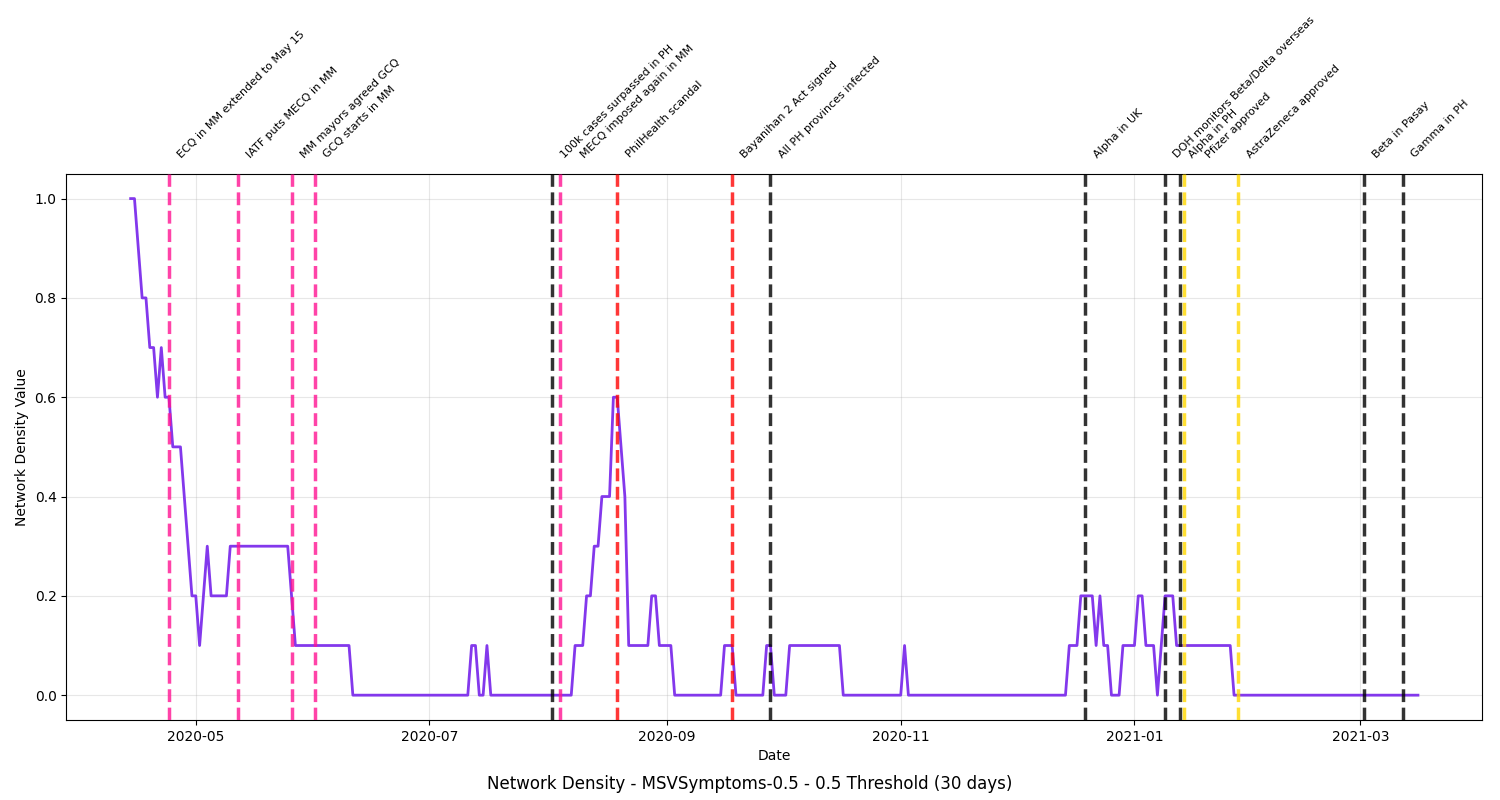 ECQ in MM extended to May 15
IATF puts MECQ in MM
MM mayors agreed GCQ
GCQ starts in MM
100k cases surpassed in PH
MECQ imposed again in MM
PhilHealth scandal
Bayanihan 2 Act signed
All PH provinces infected
Alpha in UK
DOH monitors Beta/Delta overseas
Alpha in PH
Pfizer approved
AstraZeneca approved
Beta in Pasay
Gamma in PH
Network Density Value
1.0
0.8
0.6
0.4
0.2
0.0
2020-05
2020-07
2020-09
2020-11
2021-01
2021-03
Date
Network Density - MSVSymptoms-0.5 - 0.5 Threshold (30 days)